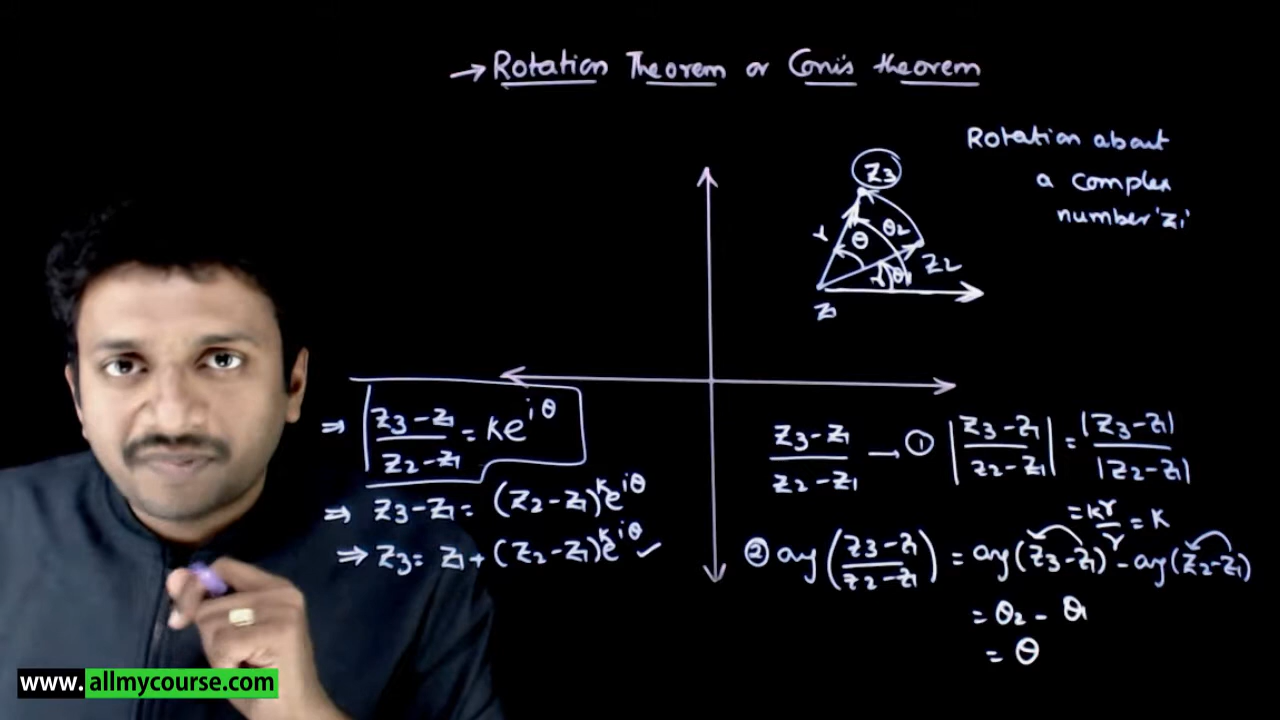 → Rotation Theorem or Coni's theorem
Rotation about
a complex
number 'z₁'
z₃
r θ θ₂
z₂
r θ₁
z₁
⇒ (z₃-z₁)/(z₂-z₁) = ke^{iθ}
⇒ z₃-z₁ = (z₂-z₁)ke^{iθ}
⇒ z₃ = z₁+(z₂-z₁)ke^{iθ} ✓
(z₃-z₁)/(z₂-z₁) — ① |(z₃-z₁)/(z₂-z₁)| = |z₃-z₁|/|z₂-z₁|
= kr/r = k
② arg((z₃-z₁)/(z₂-z₁)) = arg(z₃-z₁) - arg(z₂-z₁)
= θ₂ - θ₁
= θ
www.allmycourse.com